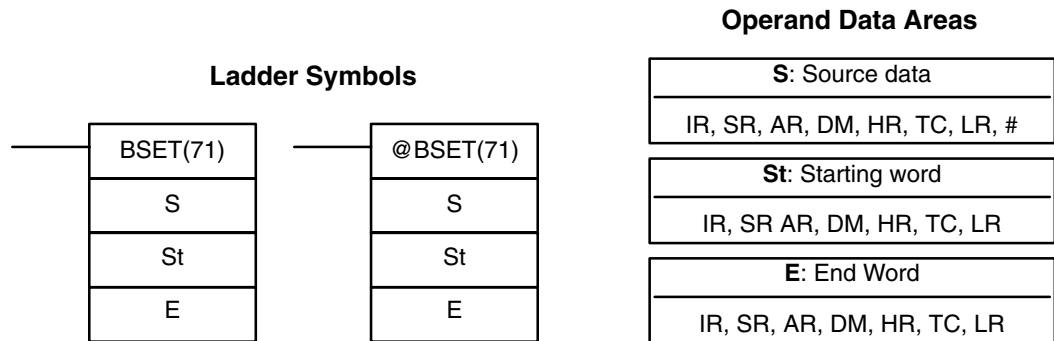 Ladder Symbols
BSET(71)
S
St
E
@BSET(71)
S
St
E
Operand Data Areas
S: Source data
IR, SR, AR, DM, HR, TC, LR, #
St: Starting word
IR, SR AR, DM, HR, TC, LR
E: End Word
IR, SR, AR, DM, HR, TC, LR